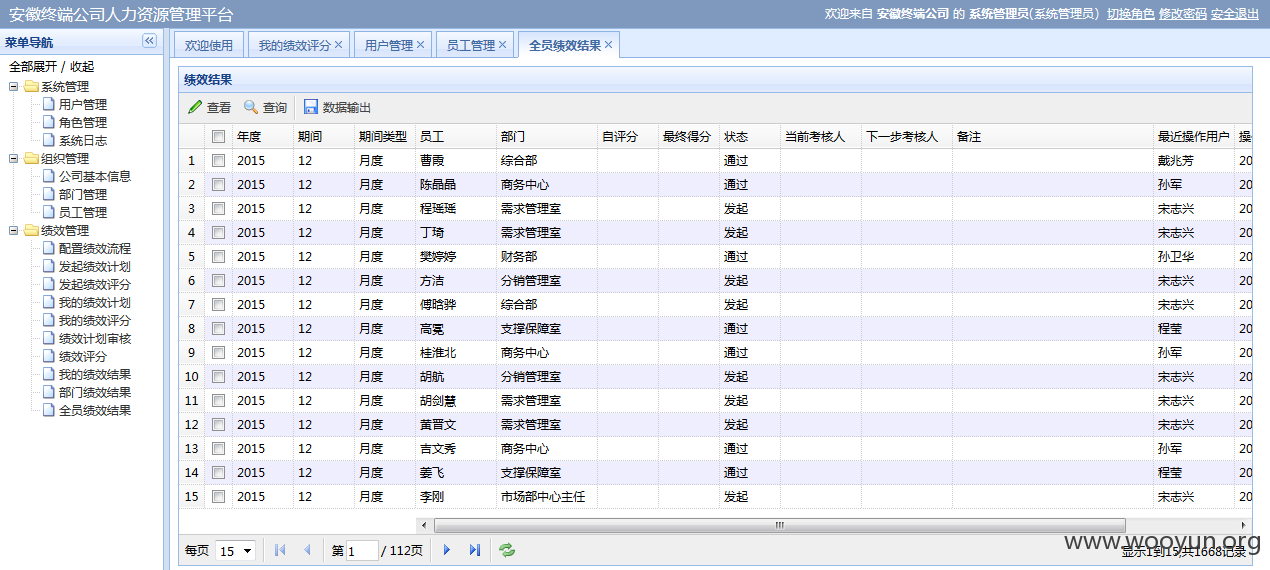 安徽终端公司人力资源管理平台
欢迎来自 安徽终端公司 的 系统管理员(系统管理员) 切换角色 修改密码 安全退出
菜单导航
全部展开 / 收起
系统管理
用户管理
角色管理
系统日志
组织管理
公司基本信息
部门管理
员工管理
绩效管理
配置绩效流程
发起绩效计划
发起绩效评分
我的绩效计划
我的绩效评分
绩效计划审核
绩效评分
我的绩效结果
部门绩效结果
全员绩效结果
欢迎使用 我的绩效评分 用户管理 员工管理 全员绩效结果
绩效结果
查看 查询 数据输出
年度 期间 期间类型 员工 部门 自评分 最终得分 状态 当前考核人 下一步考核人 备注 最近操作用户 操
1 2015 12 月度 曹霞 综合部 通过 戴兆芳 20
2 2015 12 月度 陈晶晶 商务中心 通过 孙军 20
3 2015 12 月度 程瑶瑶 需求管理室 发起 宋志兴 20
4 2015 12 月度 丁琦 需求管理室 发起 宋志兴 20
5 2015 12 月度 樊婷婷 财务部 通过 孙卫华 20
6 2015 12 月度 方洁 分销管理室 发起 宋志兴 20
7 2015 12 月度 傅晗骅 综合部 发起 宋志兴 20
8 2015 12 月度 高冕 支撑保障室 通过 程莹 20
9 2015 12 月度 桂淮北 商务中心 通过 孙军 20
10 2015 12 月度 胡航 分销管理室 发起 宋志兴 20
11 2015 12 月度 胡剑慧 需求管理室 发起 宋志兴 20
12 2015 12 月度 黄晋文 需求管理室 发起 宋志兴 20
13 2015 12 月度 吉文秀 商务中心 通过 孙军 20
14 2015 12 月度 姜飞 支撑保障室 通过 程莹 20
15 2015 12 月度 李刚 市场部中心主任 发起 宋志兴 20
每页 15 第 1 / 112页 显示1到15,共1668记录
www.wooyun.org